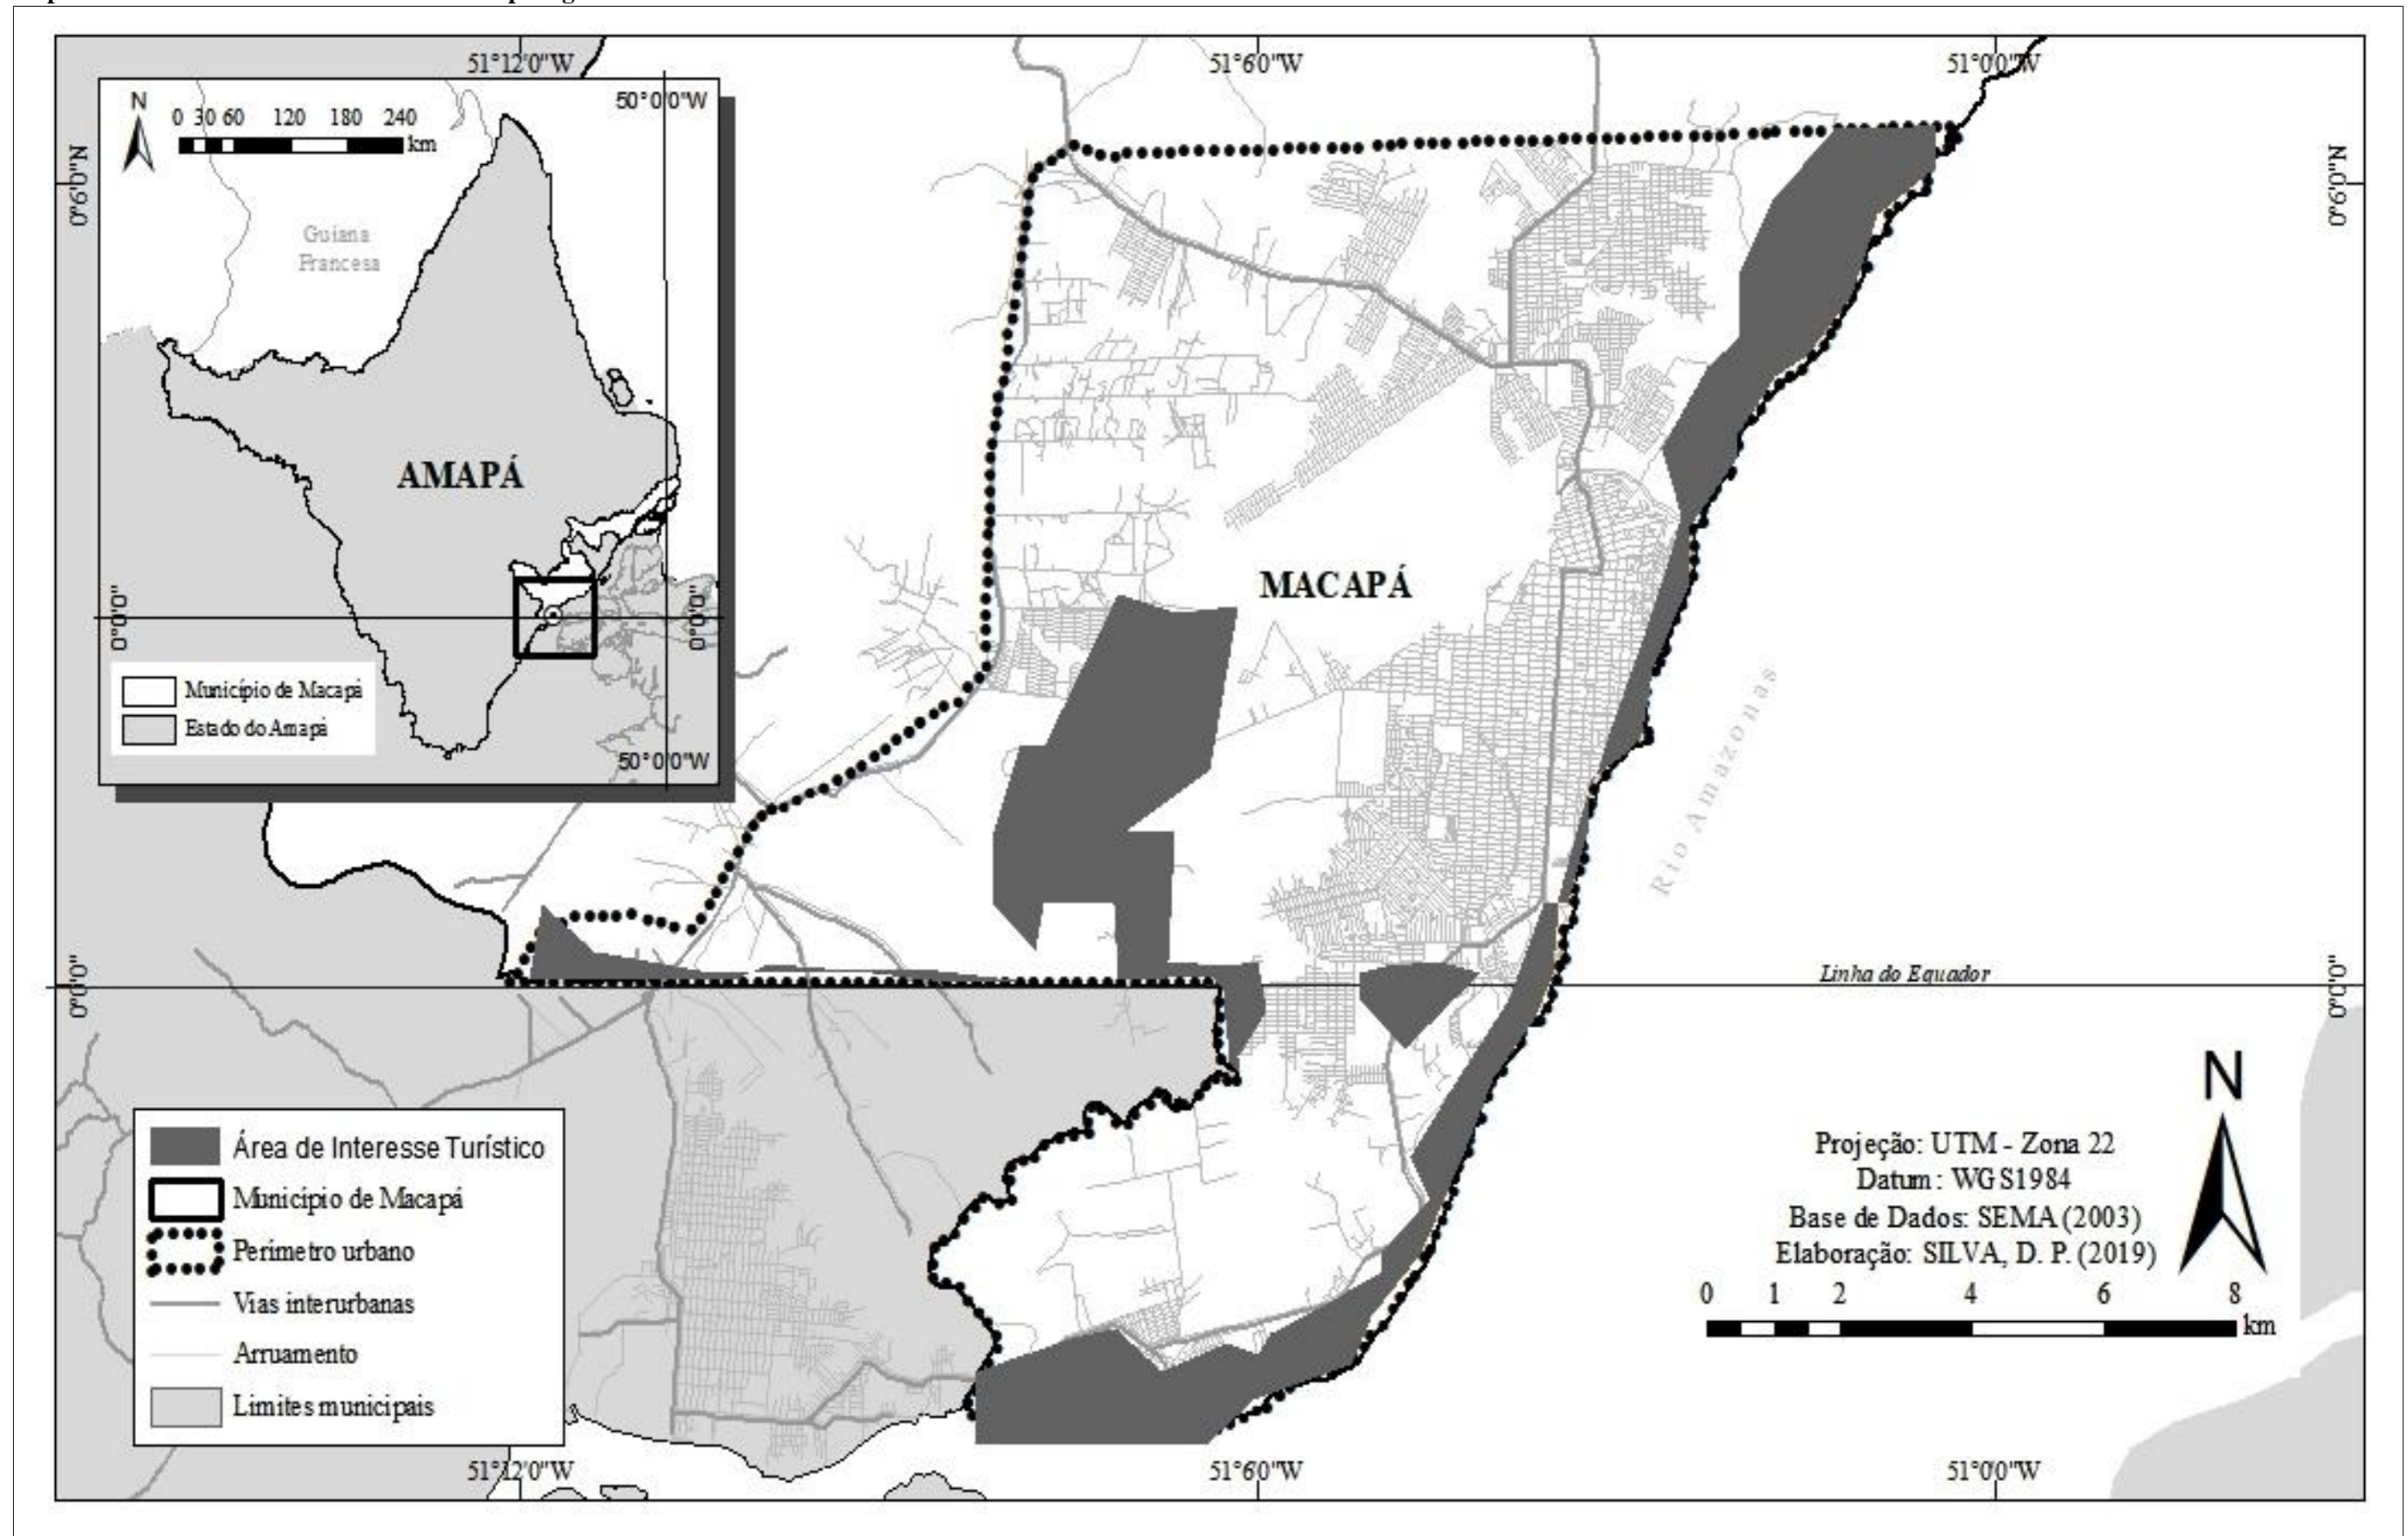 51°12'0"W
51°6'0"W
51°0'0"W
N
50°0'0"W
0 30 60 120 180 240
km
Guiana
Francesa
AMAPÁ
0°0'0"
0°0'0"
Município de Macapá
Estado do Amapá
50°0'0"W
0°6'0"N
0°6'0"N
MACAPÁ
Rio Amazonas
Linha do Equador
0°0'0"
0°0'0"
Área de Interesse Turístico
Município de Macapá
Perímetro urbano
Vias interurbanas
Arruamento
Limites municipais
N
Projeção: UTM - Zona 22
Datum: WGS1984
Base de Dados: SEMA (2003)
Elaboração: SILVA, D. P. (2019)
0 1 2 4 6 8
km
51°12'0"W
51°6'0"W
51°0'0"W